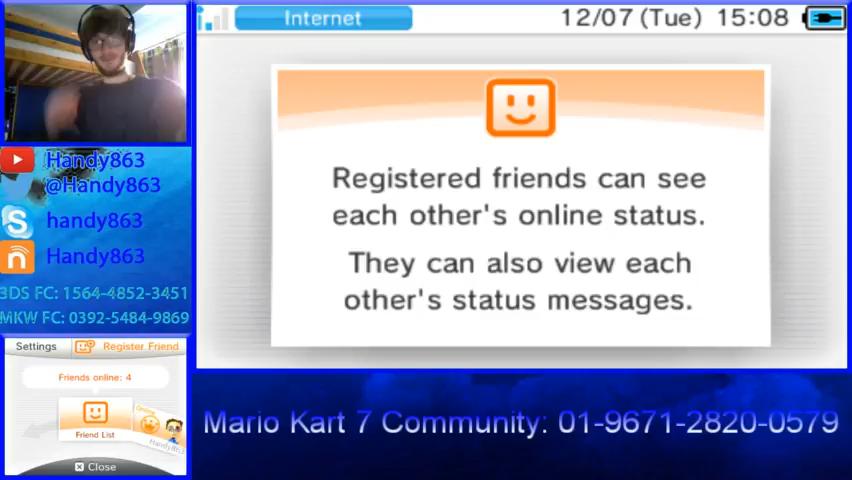 Internet
12/07(Tue) 15:08
Registered friends can see
each other's online status.
They can also view each
other's status messages.
Handy863
@Handy863
handy863
Handy863
3DS FC: 1564-4852-3451
MKW FC: 0392-5484-9869
Settings
Register Friend
Friends online: 4
Friend List
Handy863
Close
Mario Kart 7 Community: 01-9671-2820-0579